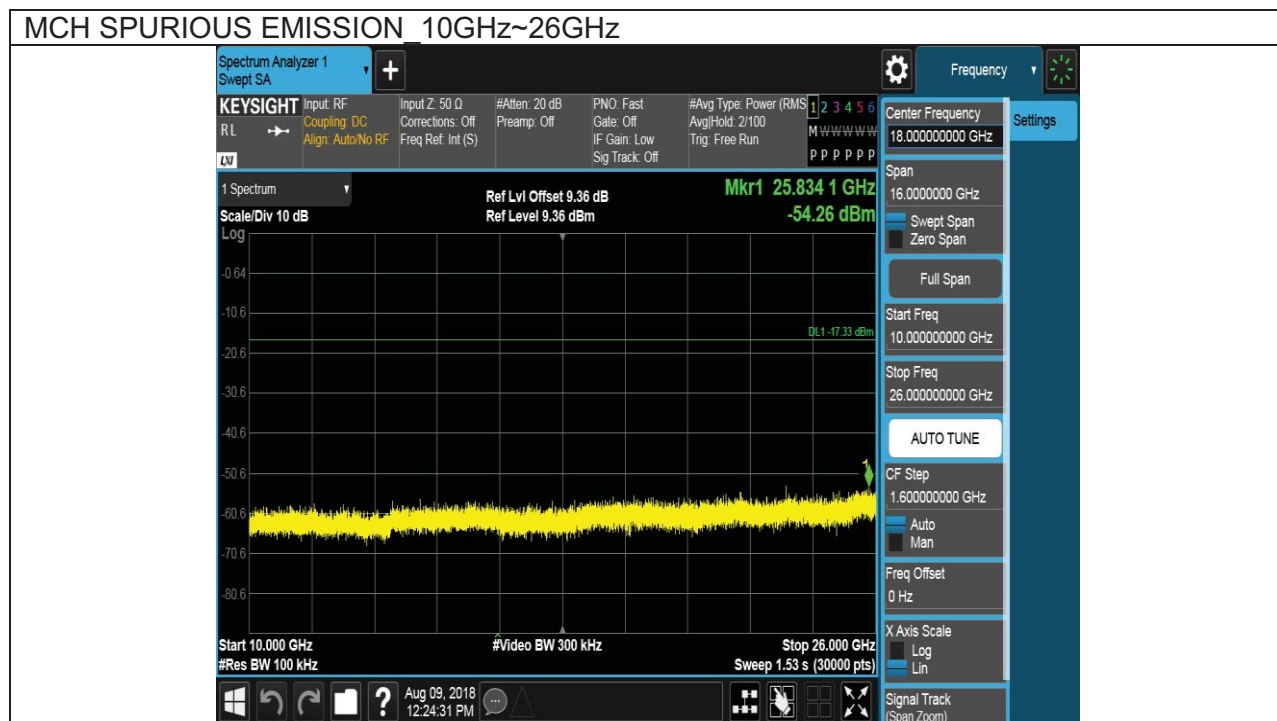 MCH SPURIOUS EMISSION_10GHz~26GHz
Spectrum Analyzer 1
Swept SA
Frequency
KEYSIGHT
RL
LXI
Input: RF
Coupling: DC
Align: Auto/No RF
Input Z: 50 Ω
Corrections: Off
Freq Ref: Int (S)
#Atten: 20 dB
Preamp: Off
PNO: Fast
Gate: Off
IF Gain: Low
Sig Track: Off
#Avg Type: Power (RMS
Avg|Hold: 2/100
Trig: Free Run
1 2 3 4 5 6
M W W W W W
P P P P P P
Center Frequency
18.000000000 GHz
Settings
Span
16.0000000 GHz
Swept Span
Zero Span
Full Span
Start Freq
10.000000000 GHz
Stop Freq
26.000000000 GHz
AUTO TUNE
CF Step
1.600000000 GHz
Auto
Man
Freq Offset
0 Hz
X Axis Scale
Log
Lin
Signal Track
(Span Zoom)
1 Spectrum
Scale/Div 10 dB
Ref Lvl Offset 9.36 dB
Ref Level 9.36 dBm
Mkr1 25.834 1 GHz
-54.26 dBm
Log
-0.64
-10.6
DL1 -17.33 dBm
-20.6
-30.6
-40.6
-50.6
1
-60.6
-70.6
-80.6
Start 10.000 GHz
#Video BW 300 kHz
Stop 26.000 GHz
#Res BW 100 kHz
Sweep 1.53 s (30000 pts)
Aug 09, 2018
12:24:31 PM